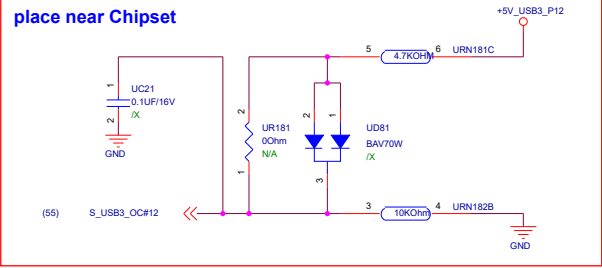 place near Chipset
+5V_USB3_P12
5
4.7KOHM
6
URN181C
1
UC21
0.1UF/16V
/X
2
GND
2
UR181
0Ohm
N/A
1
2
1
UD81
BAV70W
/X
3
(55)
S_USB3_OC#12
3
10KOhm
4
URN182B
GND